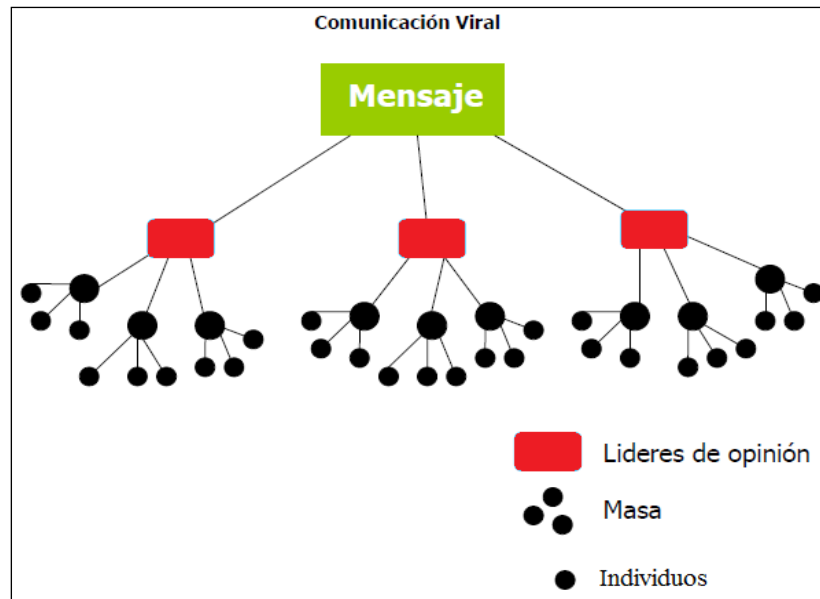 Comunicación Viral
Mensaje
Lideres de opinión
Masa
Individuos